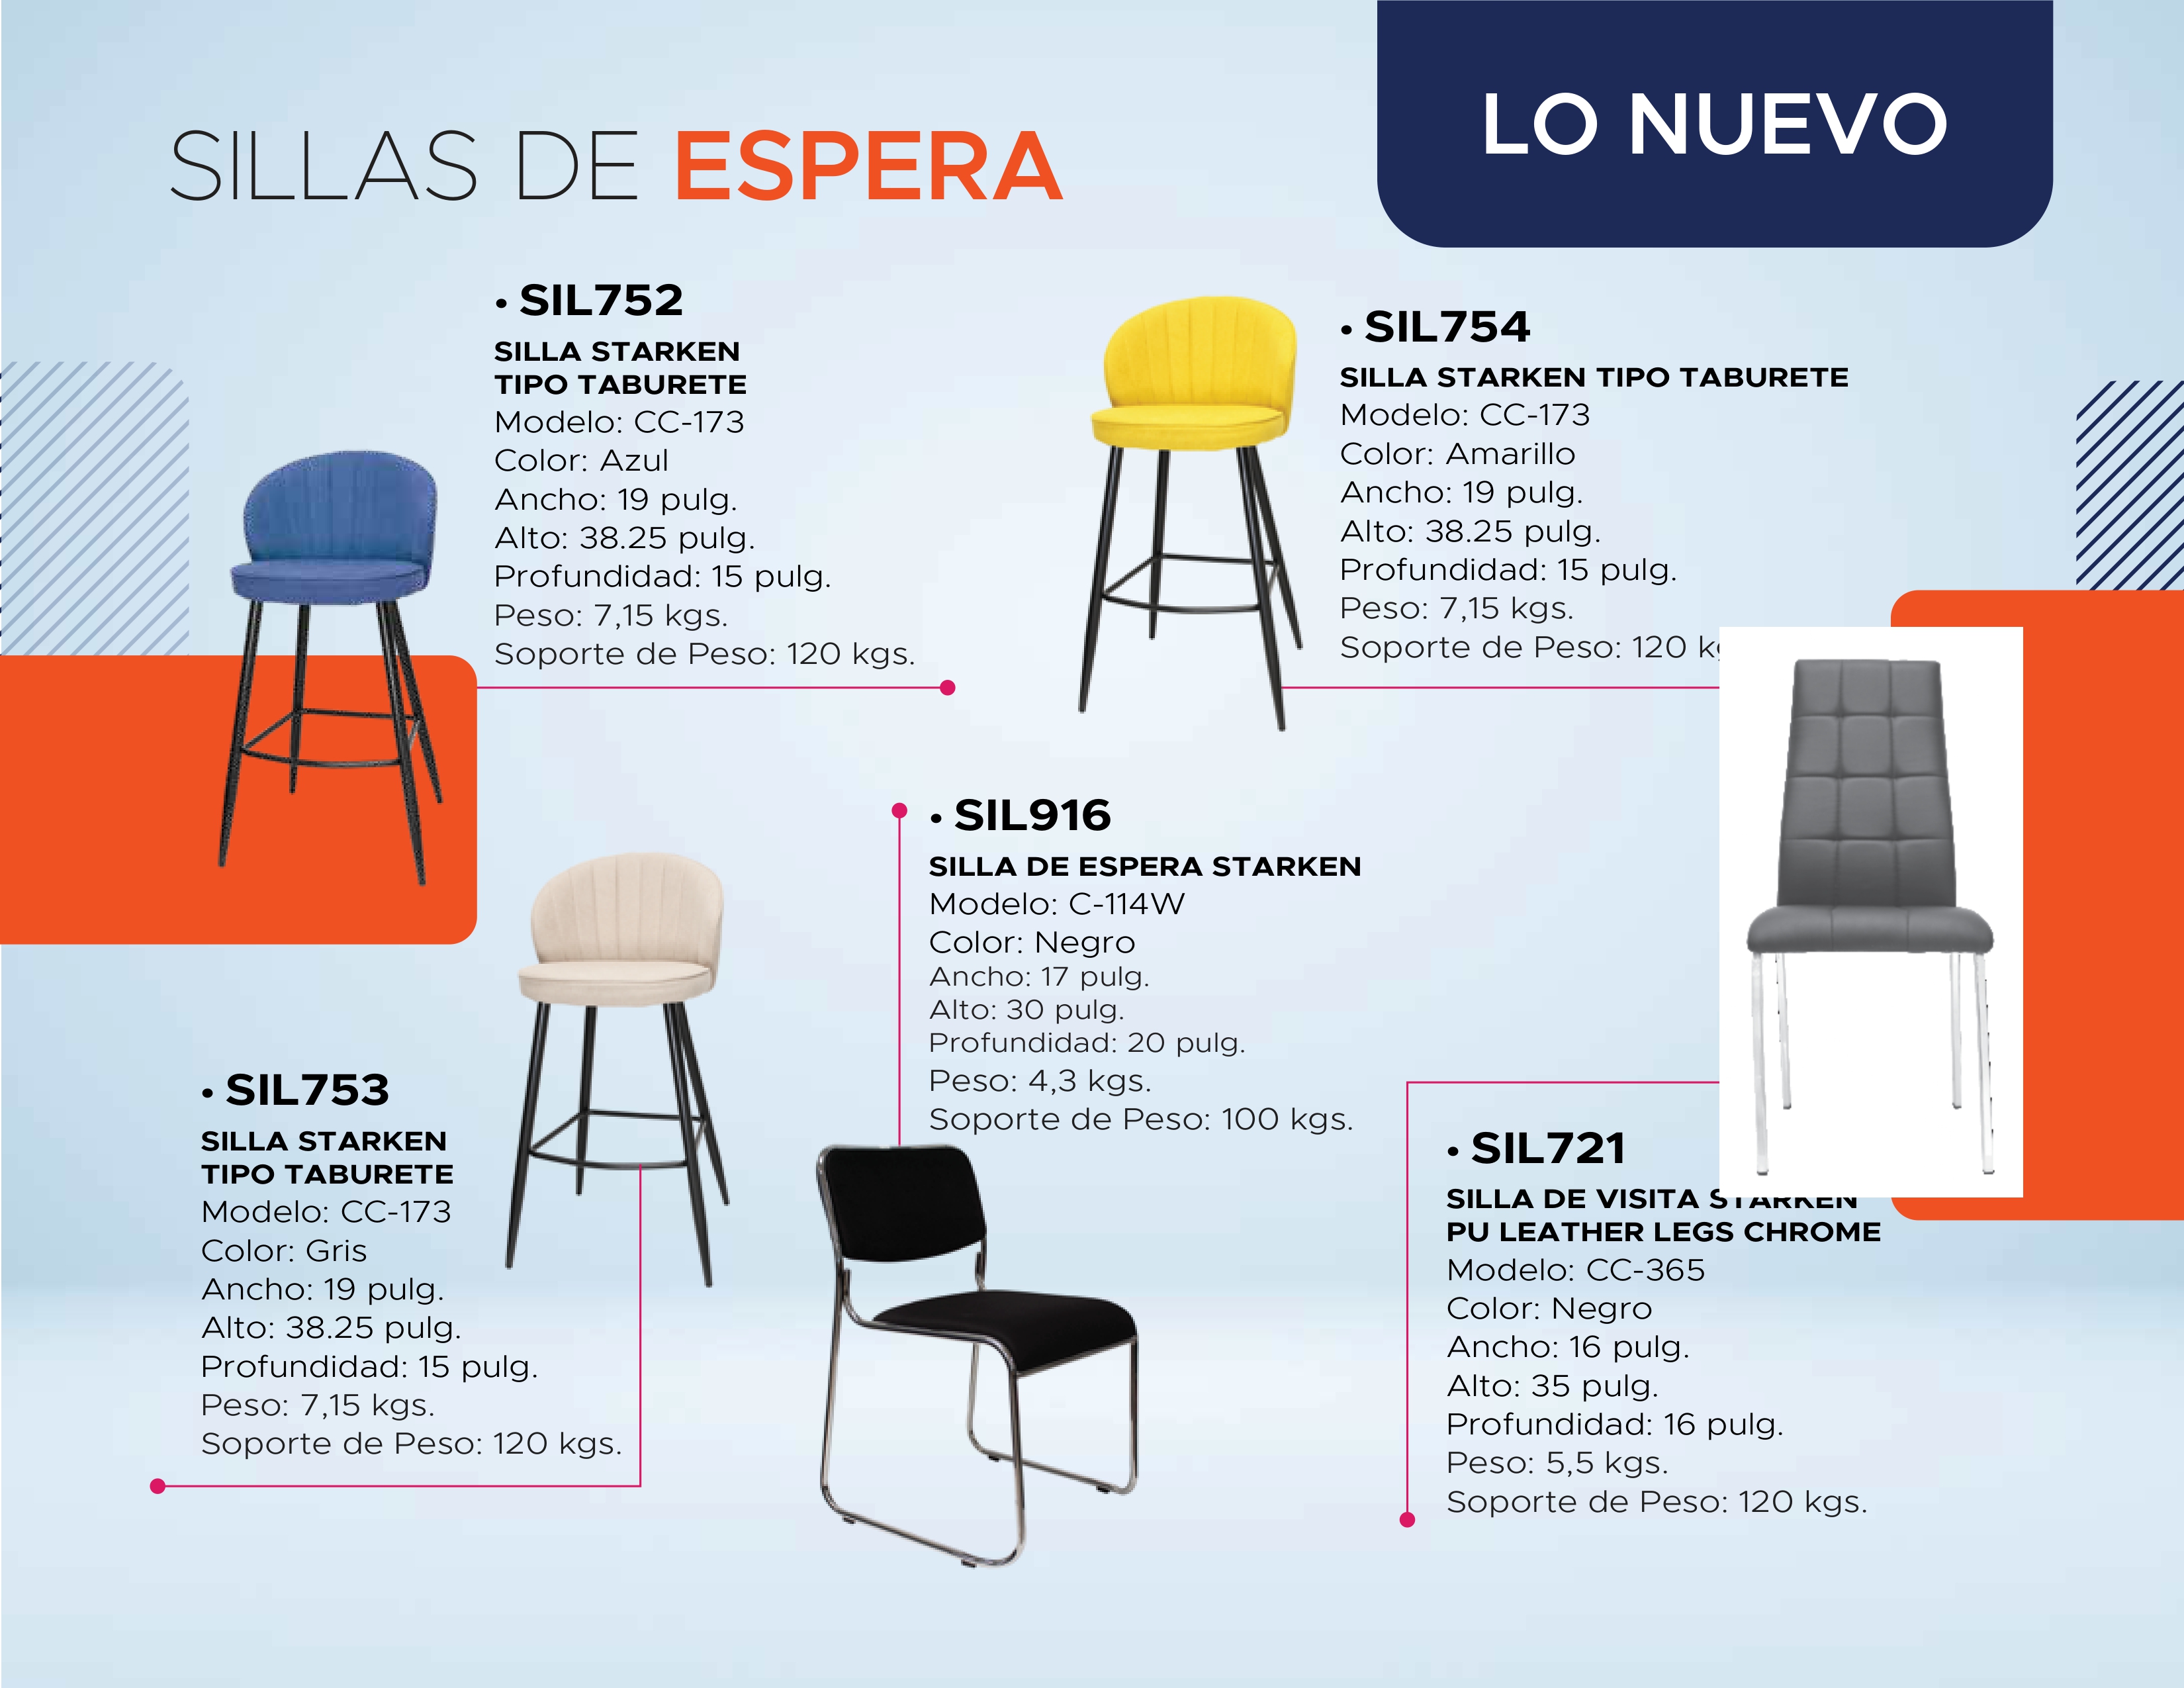 SILLAS DE ESPERA
LO NUEVO
• SIL752
SILLA STARKEN
TIPO TABURETE
Modelo: CC-173
Color: Azul
Ancho: 19 pulg.
Alto: 38.25 pulg.
Profundidad: 15 pulg.
Peso: 7,15 kgs.
Soporte de Peso: 120 kgs.
• SIL754
SILLA STARKEN TIPO TABURETE
Modelo: CC-173
Color: Amarillo
Ancho: 19 pulg.
Alto: 38.25 pulg.
Profundidad: 15 pulg.
Peso: 7,15 kgs.
Soporte de Peso: 120
• SIL916
SILLA DE ESPERA STARKEN
Modelo: C-114W
Color: Negro
Ancho: 17 pulg.
Alto: 30 pulg.
Profundidad: 20 pulg.
Peso: 4,3 kgs.
Soporte de Peso: 100 kgs.
• SIL753
SILLA STARKEN
TIPO TABURETE
Modelo: CC-173
Color: Gris
Ancho: 19 pulg.
Alto: 38.25 pulg.
Profundidad: 15 pulg.
Peso: 7,15 kgs.
Soporte de Peso: 120 kgs.
• SIL721
SILLA DE VISITA STARKEN
PU LEATHER LEGS CHROME
Modelo: CC-365
Color: Negro
Ancho: 16 pulg.
Alto: 35 pulg.
Profundidad: 16 pulg.
Peso: 5,5 kgs.
Soporte de Peso: 120 kgs.